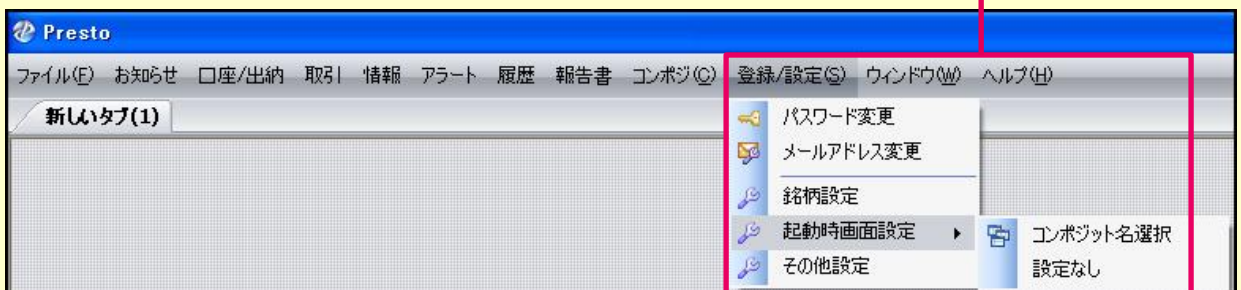 Presto
ファイル(F) お知らせ 口座/出納 取引 情報 アラート 履歴 報告書 コンポジ(C) 登録/設定(S) ウィンドウ(W) ヘルプ(H)
新しいタブ(1)
パスワード変更
メールアドレス変更
銘柄設定
起動時画面設定
コンポジット名選択
その他設定
設定なし